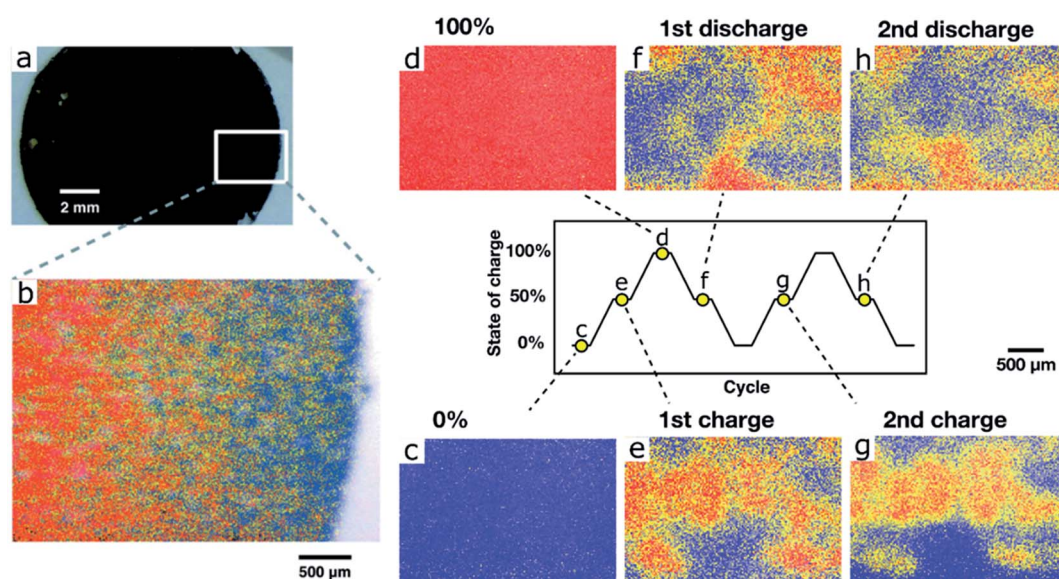 a
2 mm
b
500 μm
100%
d
1st discharge
f
2nd discharge
h
State of charge
100%
50%
0%
c
e
d
f
g
h
Cycle
500 μm
0%
c
1st charge
e
2nd charge
g